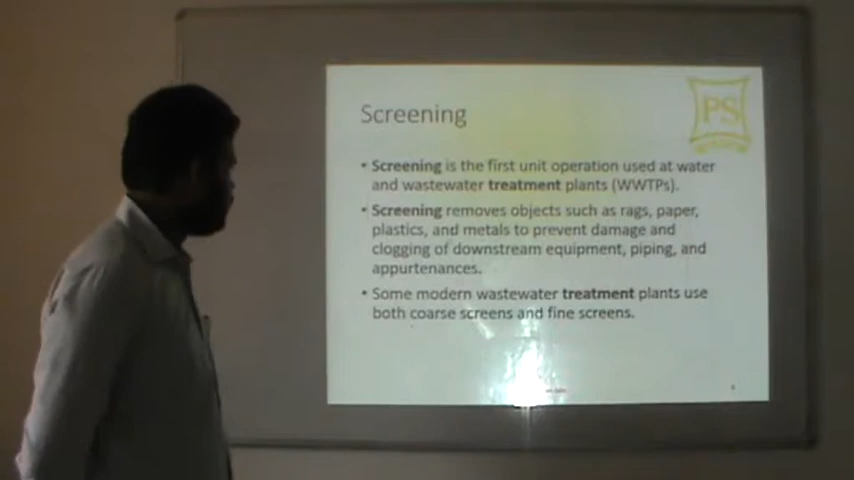 Screening
PS
• Screening is the first unit operation used at water
and wastewater treatment plants (WWTPs).
• Screening removes objects such as rags, paper,
plastics, and metals to prevent damage and
clogging of downstream equipment, piping, and
appurtenances.
• Some modern wastewater treatment plants use
both coarse screens and fine screens.